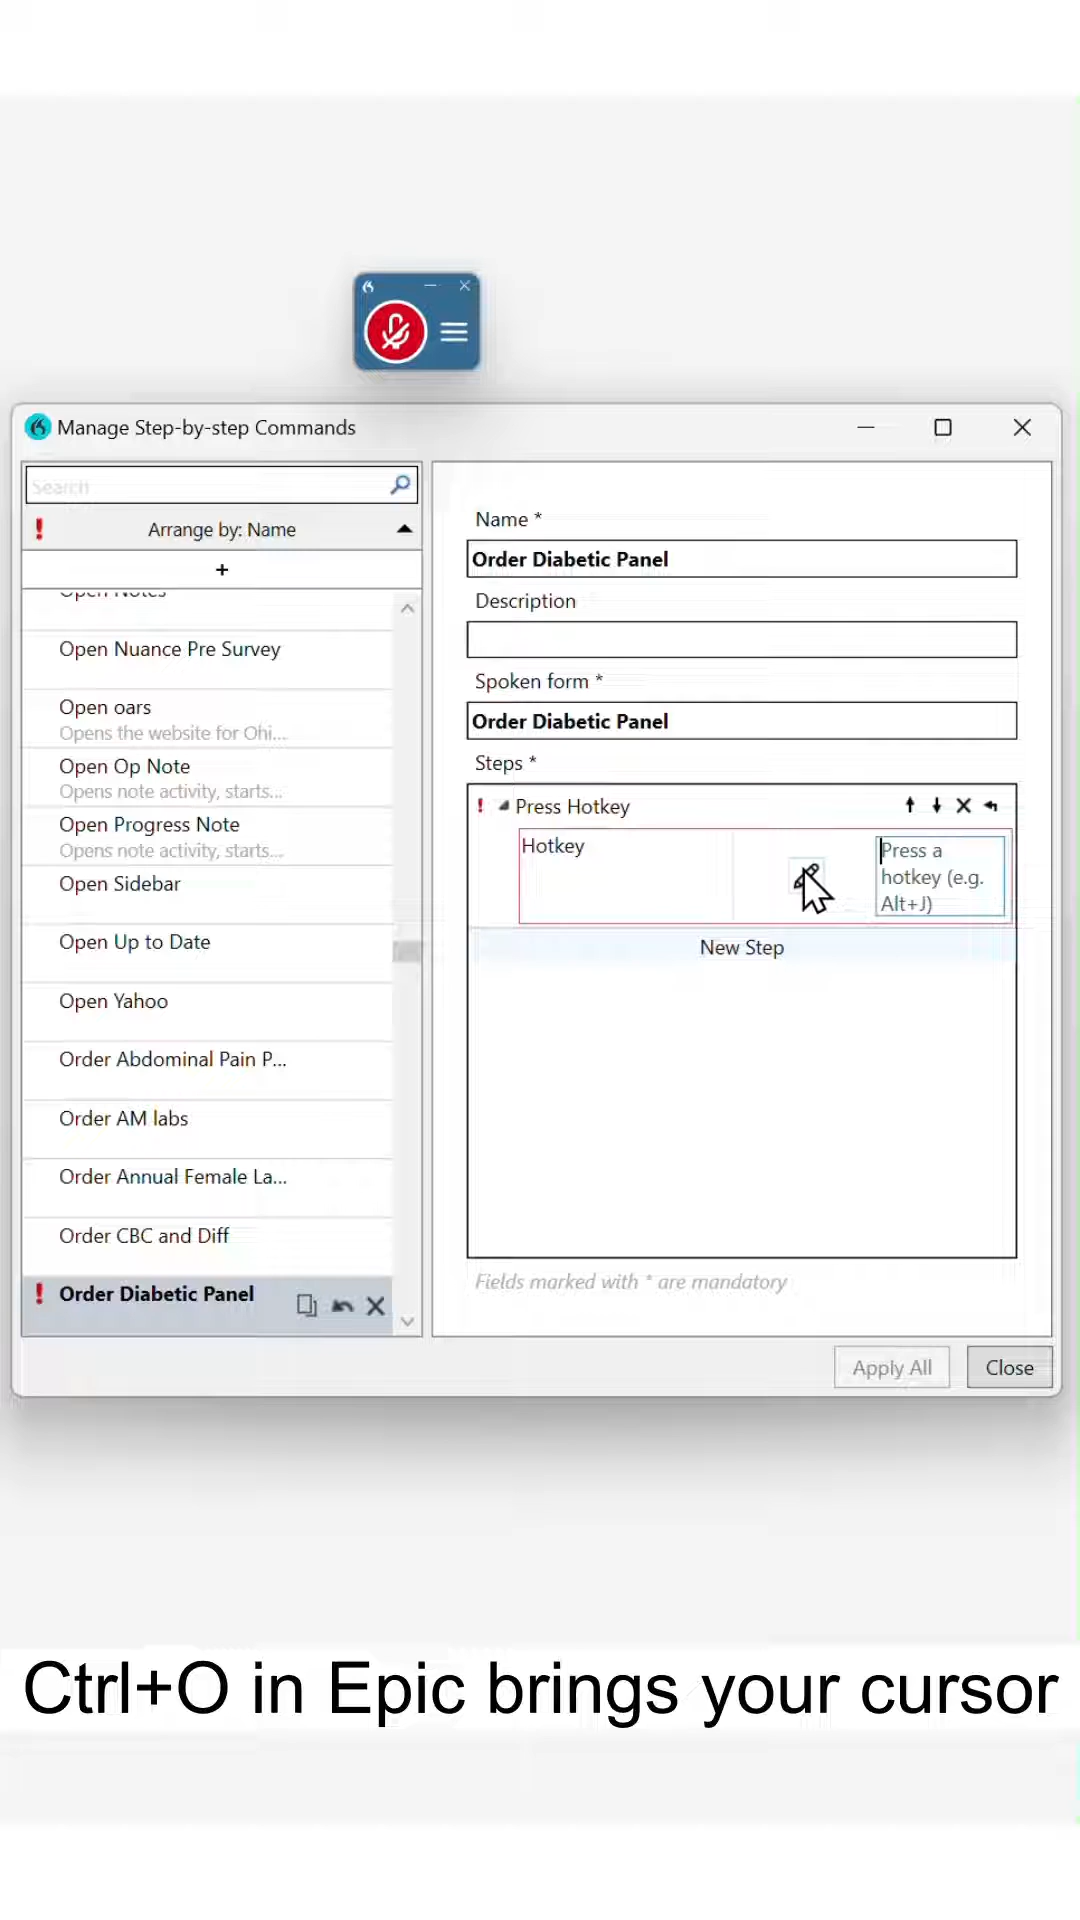 Manage Step-by-step Commands
Search
Arrange by: Name
+
Open Notes
Open Nuance Pre Survey
Open oars
Opens the website for Ohi...
Open Op Note
Opens note activity, starts...
Open Progress Note
Opens note activity, starts...
Open Sidebar
Open Up to Date
Open Yahoo
Order Abdominal Pain P...
Order AM labs
Order Annual Female La...
Order CBC and Diff
Order Diabetic Panel
Name *
Order Diabetic Panel
Description
Spoken form *
Order Diabetic Panel
Steps *
Press Hotkey
Hotkey
Press a
hotkey (e.g.
Alt+J)
New Step
Fields marked with * are mandatory
Apply All
Close
Ctrl+O in Epic brings your cursor